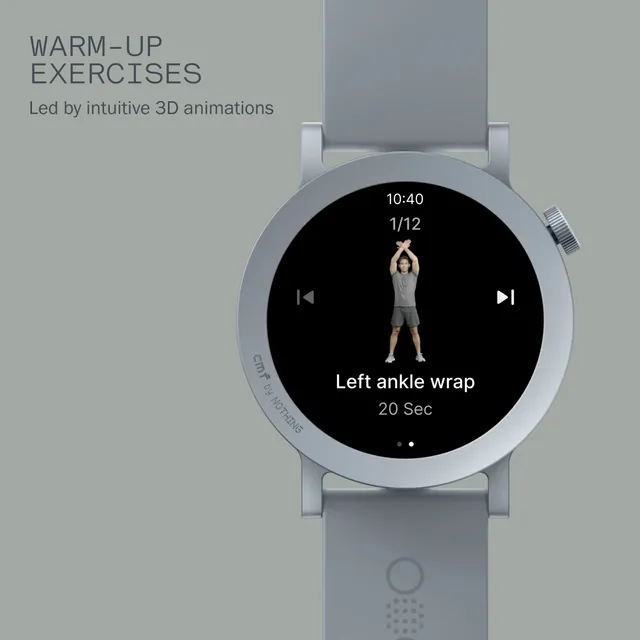 WARM-UP
EXERCISES
Led by intuitive 3D animations
10:40
1/12
Left ankle wrap
20 Sec
cmf by NOTHING